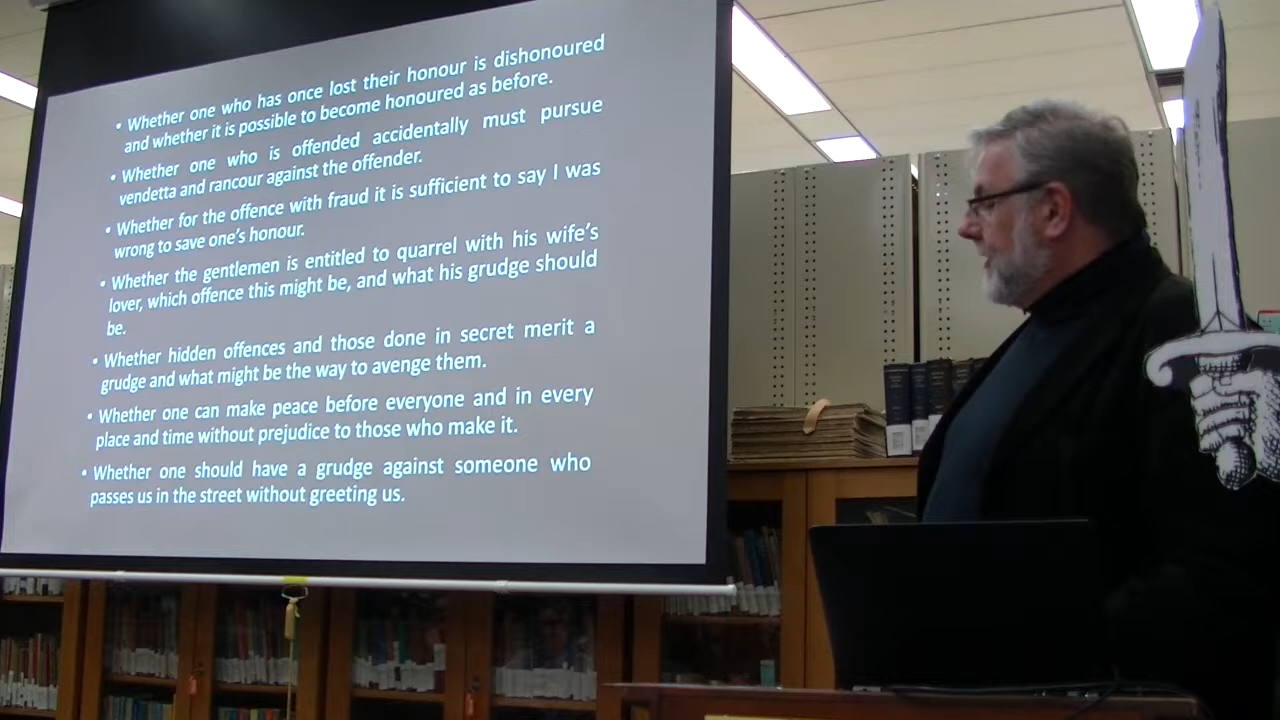 • Whether one who has once lost their honour is dishonoured
and whether it is possible to become honoured as before.
• Whether one who is offended accidentally must pursue
vendetta and rancour against the offender.
• Whether for the offence with fraud it is sufficient to say I was
wrong to save one's honour.
• Whether the gentlemen is entitled to quarrel with his wife's
lover, which offence this might be, and what his grudge should
be.
• Whether hidden offences and those done in secret merit a
grudge and what might be the way to avenge them.
• Whether one can make peace before everyone and in every
place and time without prejudice to those who make it.
• Whether one should have a grudge against someone who
passes us in the street without greeting us.